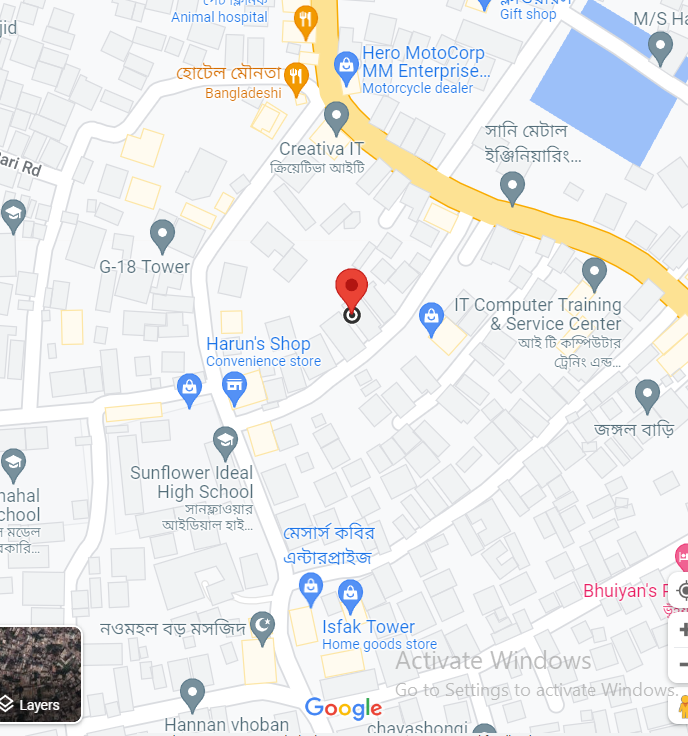 Animal hospital
Gift shop
M/S Ha
jid
Hero MotoCorp
MM Enterprise...
Motorcycle dealer
হোটেল মৌনতা
Bangladeshi
সানি মেটাল
ইঞ্জিনিয়ারিং...
Creativa IT
ক্রিয়েটিভা আইটি
ari Rd
G-18 Tower
IT Computer Training
& Service Center
আই টি কম্পিউটার
ট্রেনিং এন্ড...
Harun's Shop
Convenience store
জঙ্গল বাড়ি
Sunflower Ideal
High School
সানফ্লাওয়ার
আইডিয়াল হাই...
nahal
chool
মডেল
মেসার্স কবির
এন্টারপ্রাইজ
Bhuiyan's
নওমহল বড় মসজিদ
Isfak Tower
Home goods store
Activate Windows
Go to Settings to activate Windows.
Layers
Google
Hannan vhoban
chayashongi